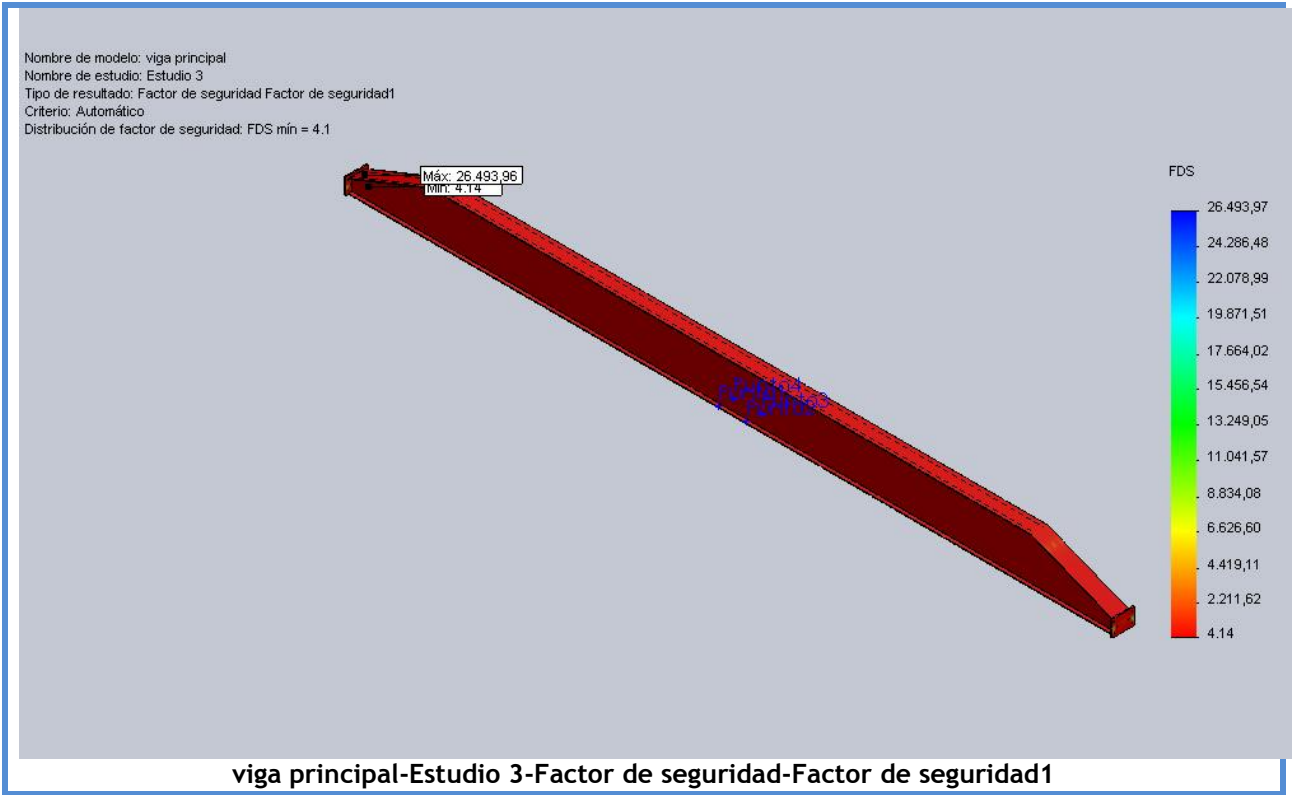 Nombre de modelo: viga principal
Nombre de estudio: Estudio 3
Tipo de resultado: Factor de seguridad Factor de seguridad1
Criterio: Automático
Distribución de factor de seguridad: FDS mín = 4.1
Máx: 26.493,96
Mín: 4.14
FDS
26.493,97
24.286,48
22.078,99
19.871,51
17.664,02
15.456,54
13.249,05
11.041,57
8.834,08
6.626,60
4.419,11
2.211,62
4.14
viga principal-Estudio 3-Factor de seguridad-Factor de seguridad1